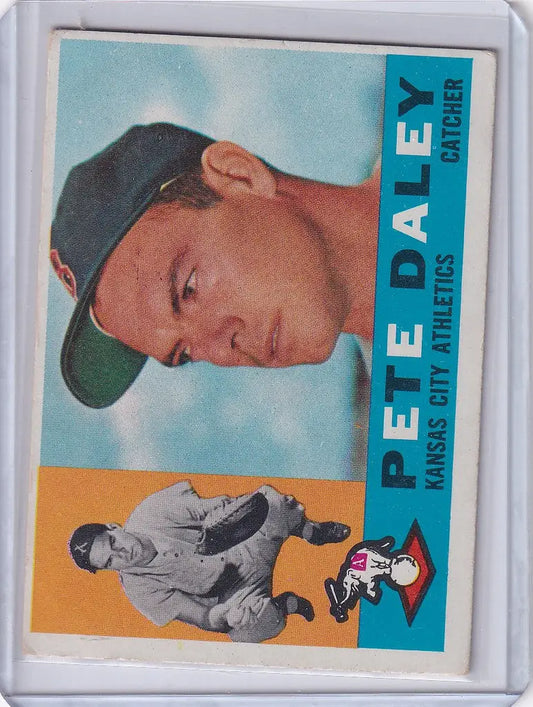 PETE DALEY
KANSAS CITY ATHLETICS
CATCHER
A